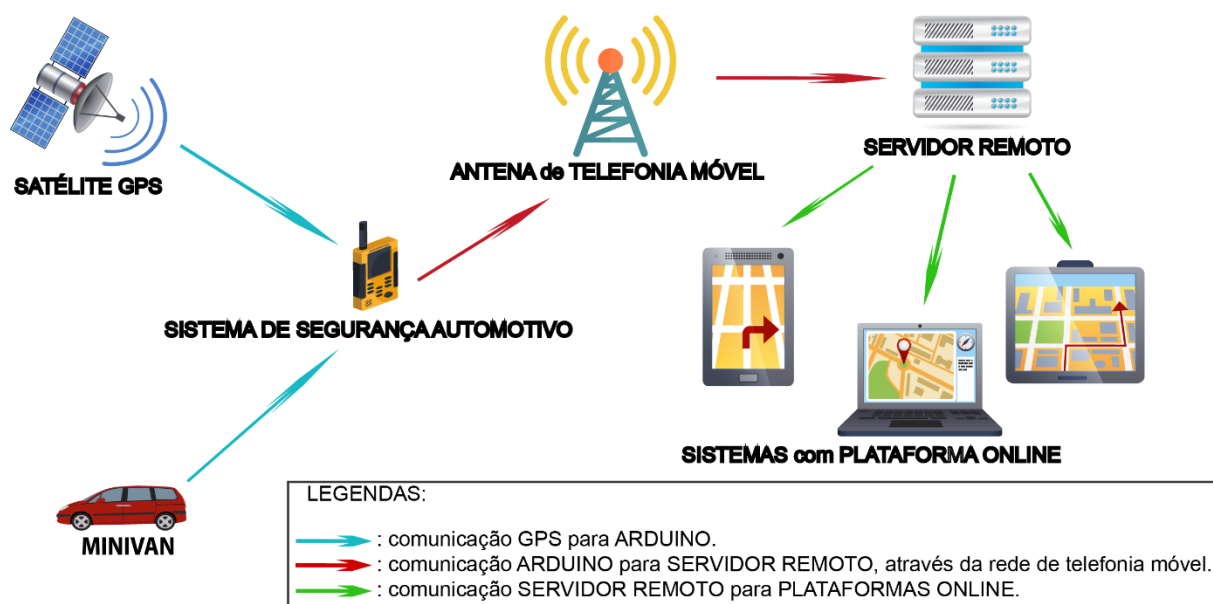 SATÉLITE GPS
ANTENA de TELEFONIA MÓVEL
SERVIDOR REMOTO
SISTEMA DE SEGURANÇA AUTOMOTIVO
SISTEMAS com PLATAFORMA ONLINE
MINIVAN
LEGENDAS:
: comunicação GPS para ARDUINO.
: comunicação ARDUINO para SERVIDOR REMOTO, através da rede de telefonia móvel.
: comunicação SERVIDOR REMOTO para PLATAFORMAS ONLINE.